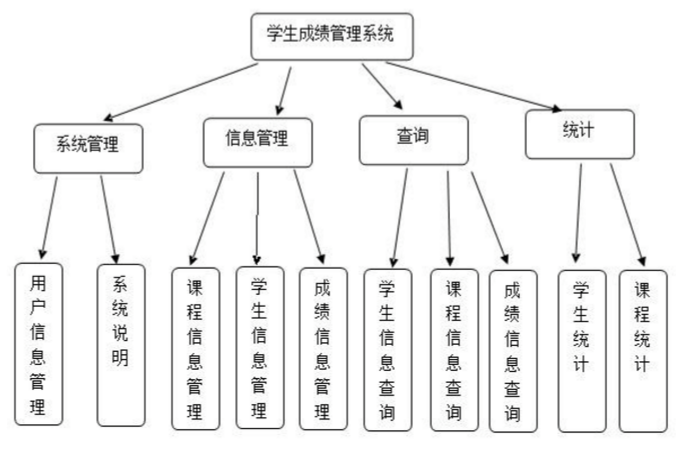 学生成绩管理系统
系统管理
信息管理
查询
统计
用户信息管理
系统说明
课程信息管理
学生信息管理
成绩信息管理
学生信息查询
课程信息查询
成绩信息查询
学生统计
课程统计